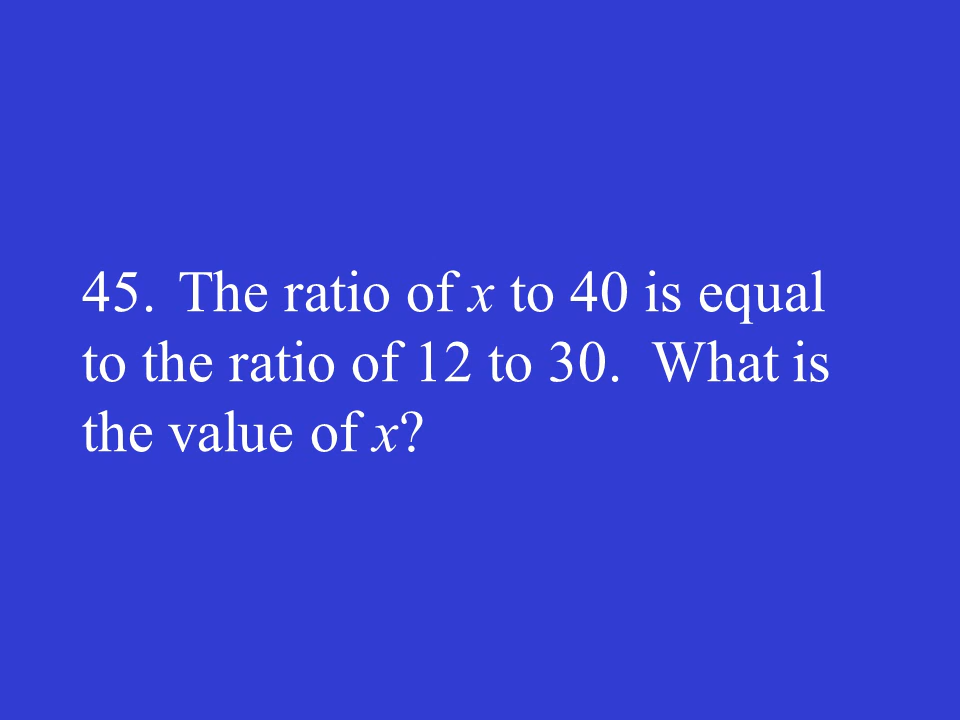 45. The ratio of x to 40 is equal
to the ratio of 12 to 30. What is
the value of x?